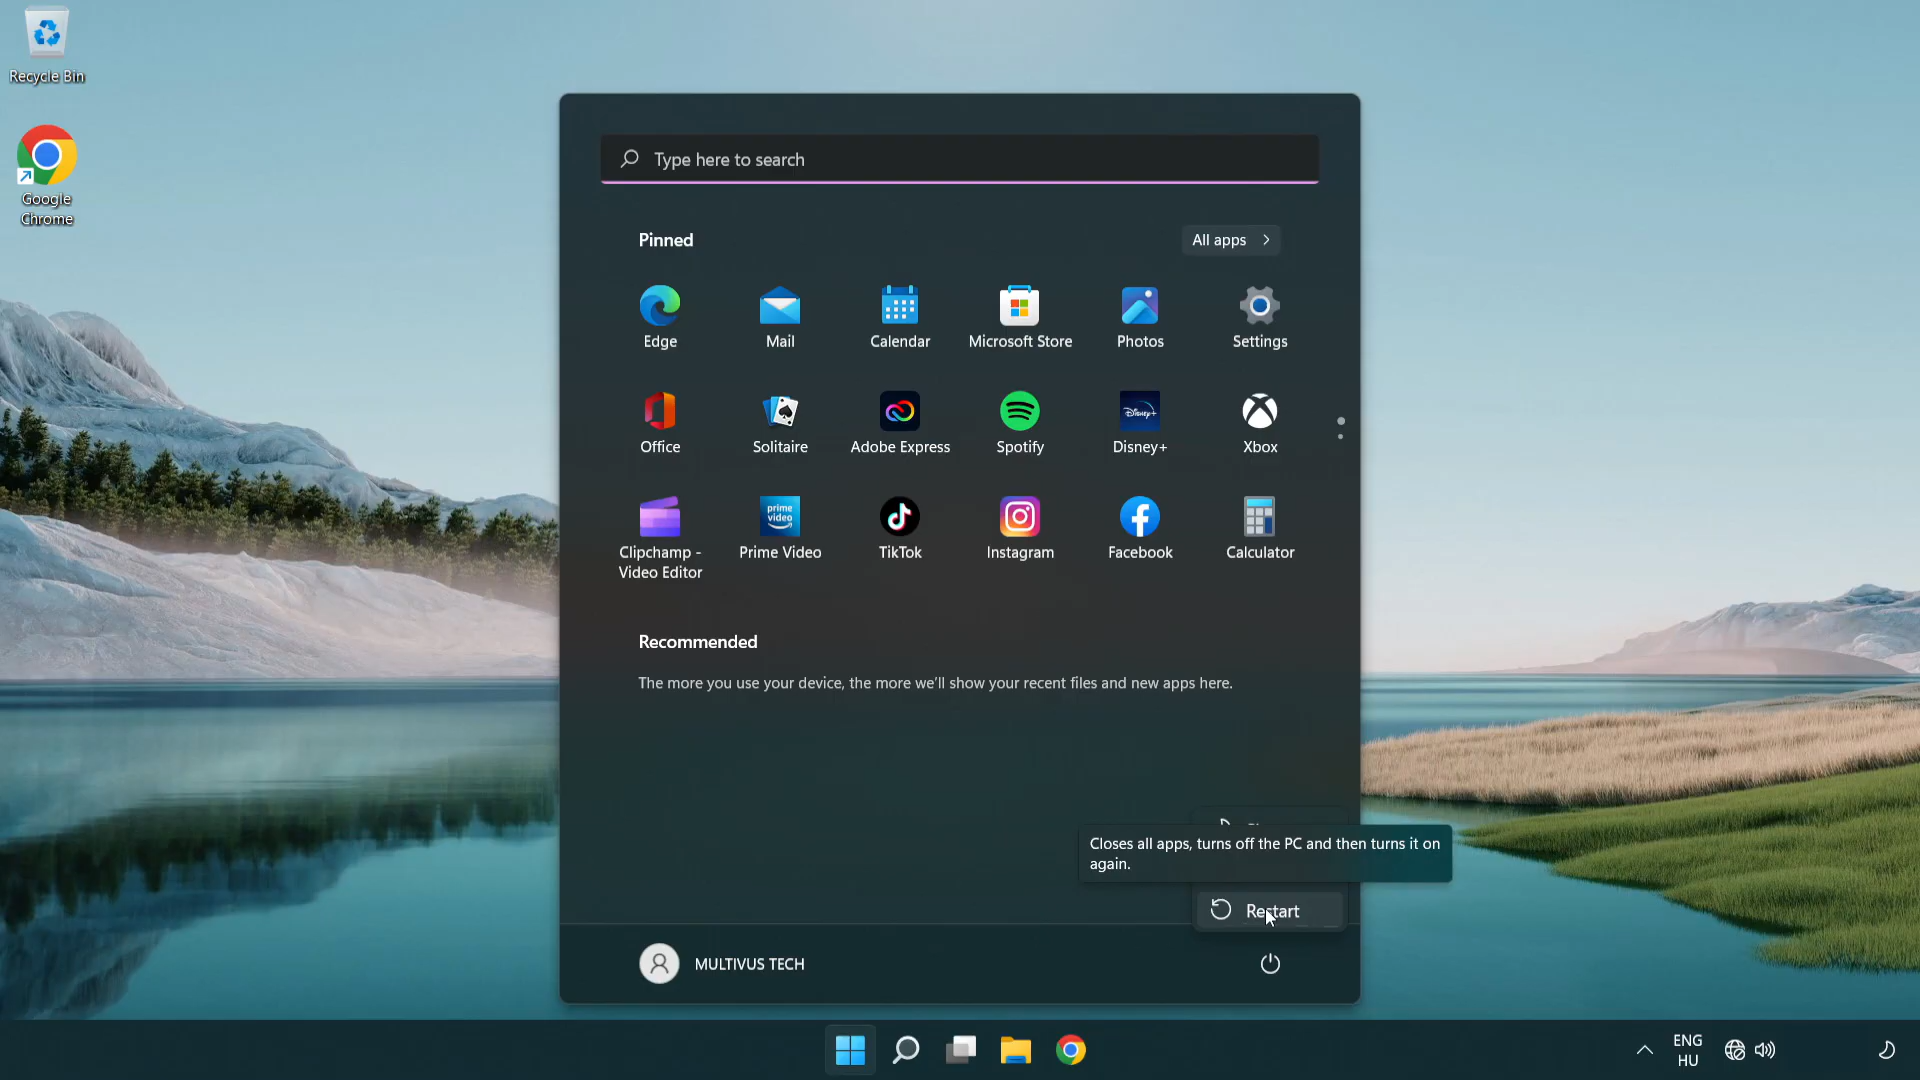 Recycle Bin
Google
Chrome
Type here to search
Pinned
All apps
Edge
Mail
Calendar
Microsoft Store
Photos
Settings
Office
Solitaire
Adobe Express
Spotify
Disney+
Disney+
Xbox
prime
video
Clipchamp -
Video Editor
Prime Video
TikTok
Instagram
Facebook
Calculator
Recommended
The more you use your device, the more we'll show your recent files and new apps here.
Closes all apps, turns off the PC and then turns it on
again.
Restart
MULTIVUS TECH
ENG
HU